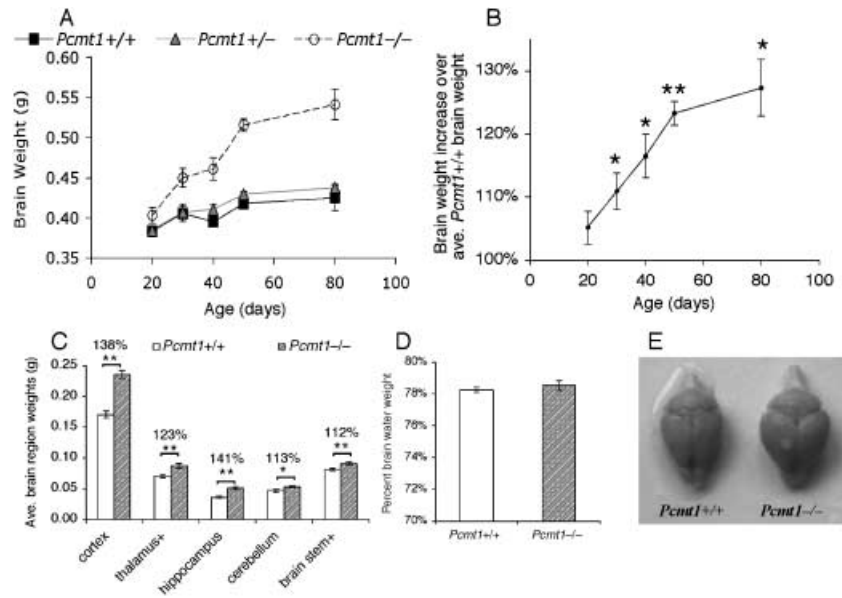 A
Pcmt1+/+ Pcmt1+/– Pcmt1–/–
0.60
0.55
0.50
0.45
0.40
0.35
Brain Weight (g)
0 20 40 60 80 100
Age (days)
B
130%
120%
110%
100%
Brain weight increase over
ave. Pcmt1+/+ brain weight
* * ** *
0 20 40 60 80 100
Age (days)
C
Pcmt1+/+ Pcmt1–/–
0.25
0.20
0.15
0.10
0.05
0.00
Ave. brain region weights (g)
138%
**
123%
**
141%
**
113%
*
112%
**
cortex
thalamus+
hippocampus
cerebellum
brain stem+
D
80%
78%
76%
74%
72%
70%
Percent brain water weight
Pcmt1+/+ Pcmt1–/–
E
Pcmt1+/+ Pcmt1–/–